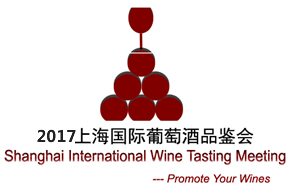 2017上海国际葡萄酒品鉴会
Shanghai International Wine Tasting Meeting
--- Promote Your Wines